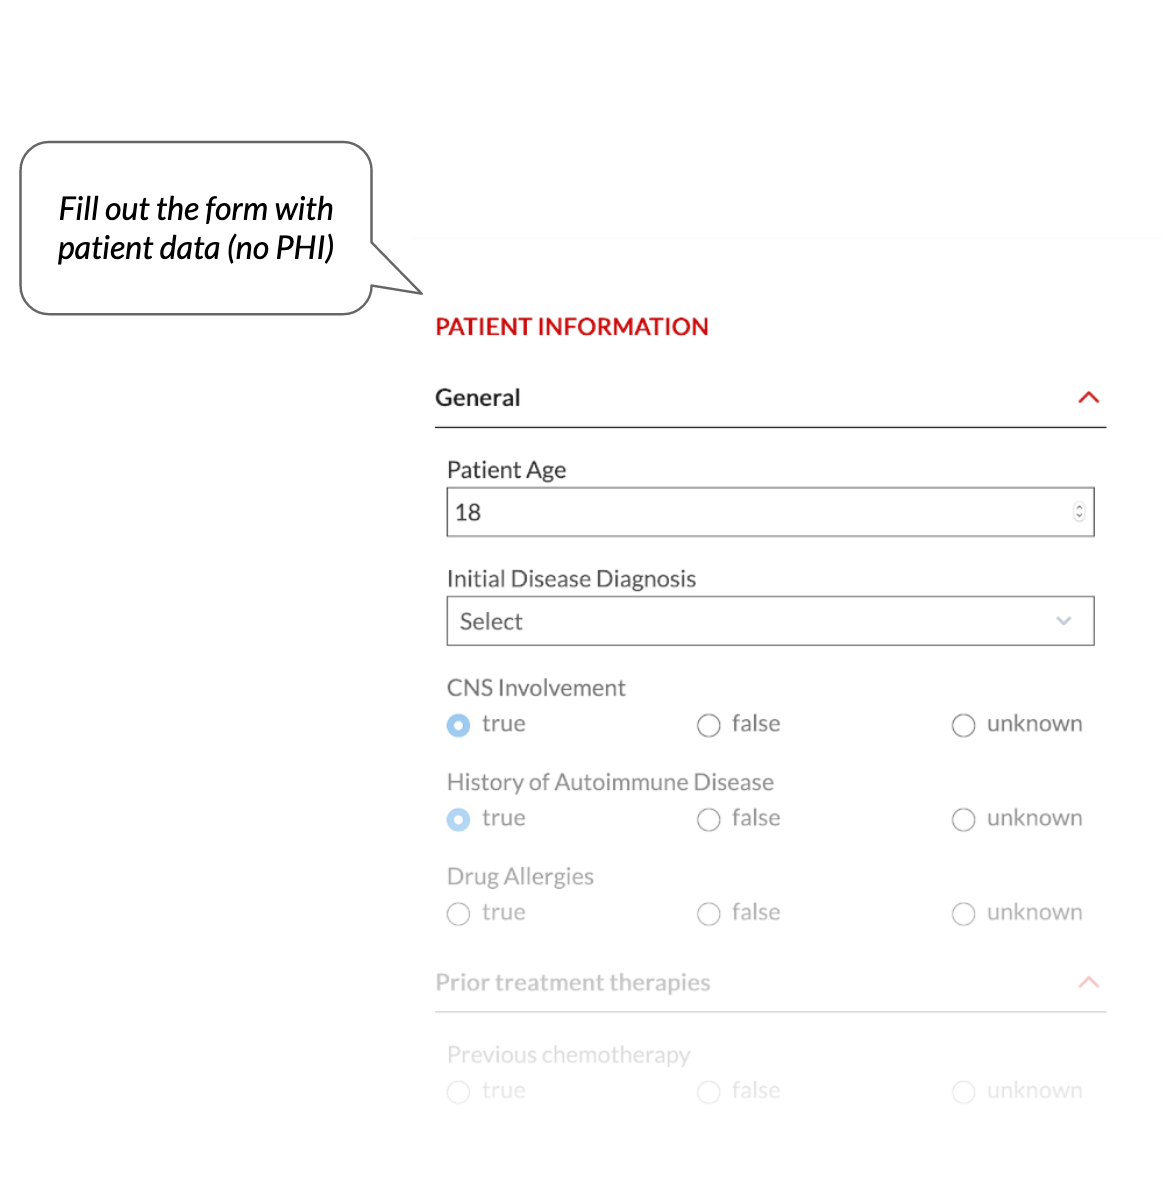 Fill out the form with
patient data (no PHI)
PATIENT INFORMATION
General
Patient Age
18
Initial Disease Diagnosis
Select
CNS Involvement
true false unknown
History of Autoimmune Disease
true false unknown
Drug Allergies
true false unknown
Prior treatment therapies
Previous chemotherapy
true false unknown